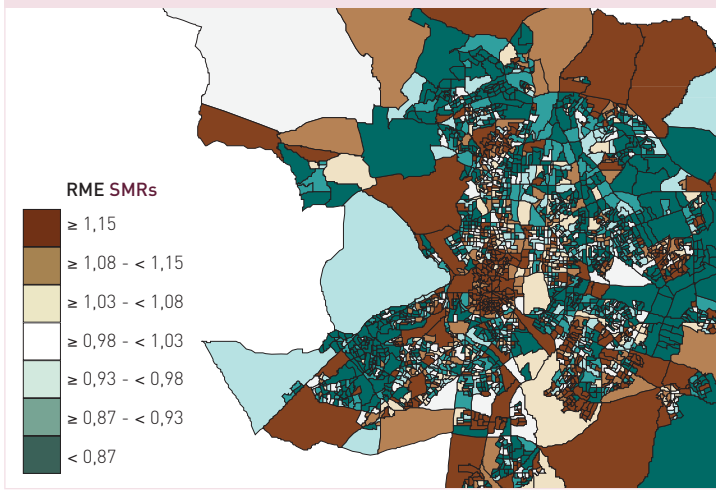 RME SMRs
≥ 1,15
≥ 1,08 - < 1,15
≥ 1,03 - < 1,08
≥ 0,98 - < 1,03
≥ 0,93 - < 0,98
≥ 0,87 - < 0,93
< 0,87